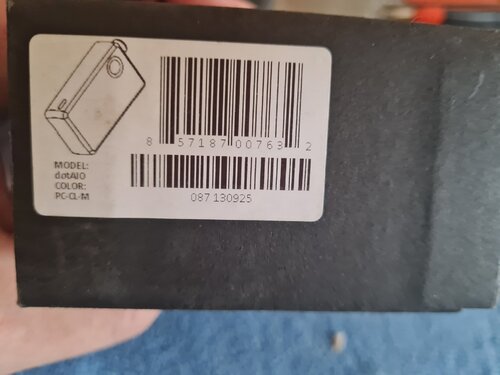 8 57187 00763 2
MODEL:
dotAIO
COLOR:
PC-CL-M
087130925